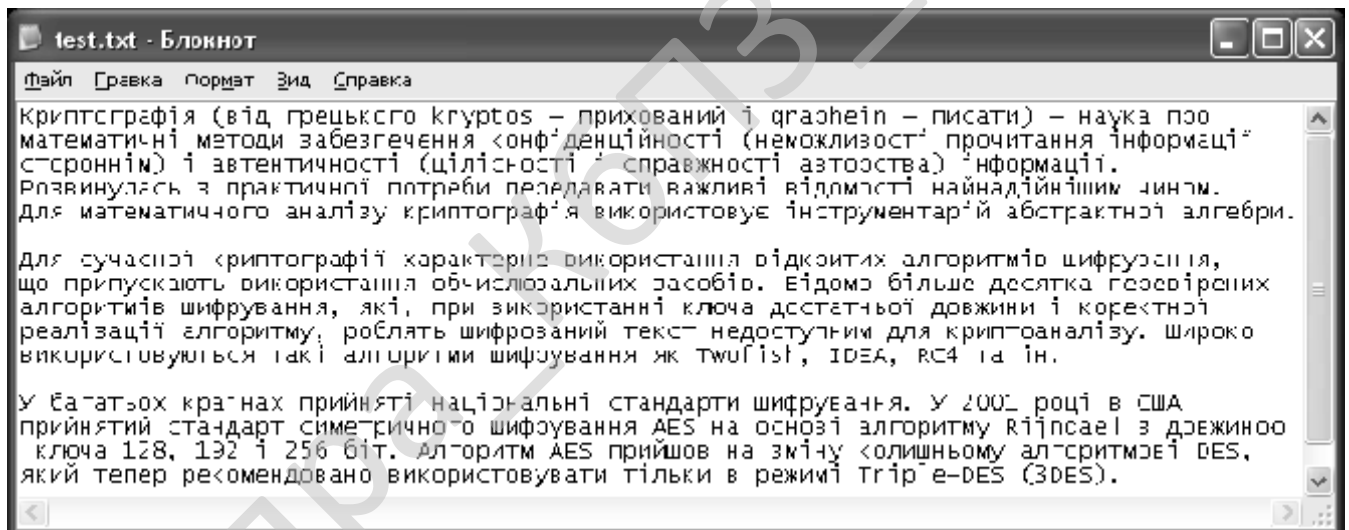 test.txt - Блокнот
Файл Правка Формат Вид Справка
Криптографія (від грецького kryptos – прихований і graphein – писати) – наука про
математичні методи забезпечення конфіденційності (неможливості прочитання інформації
стороннім) і автентичності (цілісності і справжності авторства) інформації.
Розвинулась з практичної потреби передавати важливі відомості найнадійнішим чином.
Для математичного аналізу криптографія використовує інструментарій абстрактної алгебри.
Для сучасної криптографії характерне використання відкритих алгоритмів шифрування,
що припускають використання обчислювальних засобів. Відомо більше десятка перевірених
алгоритмів шифрування, які, при використанні ключа достатньої довжини і коректної
реалізації алгоритму, роблять шифрований текст недоступним для криптоаналізу. Широко
використовуються такі алгоритми шифрування як Twofish, IDEA, RC4 та ін.
У багатьох країнах прийняті національні стандарти шифрування. У 2001 році в США
прийнятий стандарт симетричного шифрування AES на основі алгоритму Rijndael з довжиною
ключа 128, 192 і 256 біт. Алгоритм AES прийшов на зміну колишньому алгоритмові DES,
який тепер рекомендовано використовувати тільки в режимі Triple-DES (3DES).